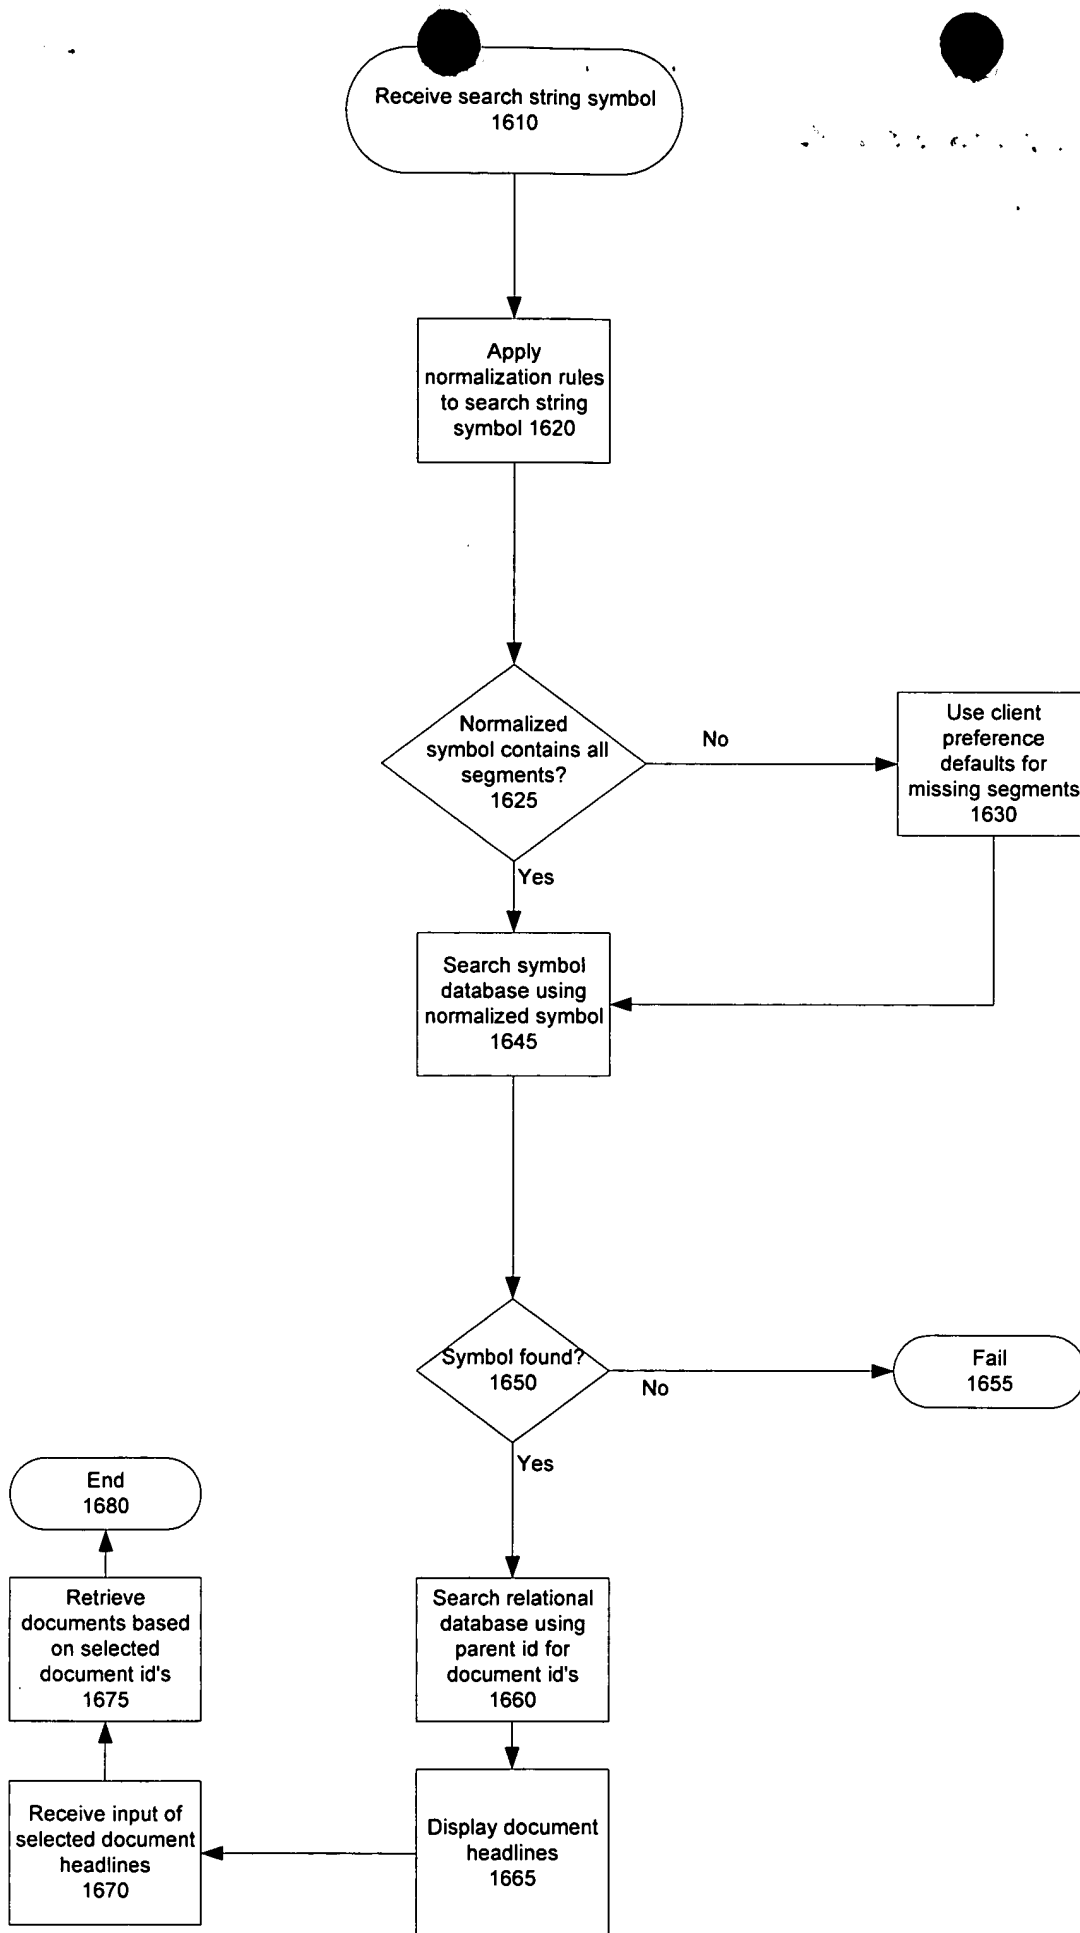 Receive search string symbol
1610
Apply
normalization rules
to search string
symbol 1620
Normalized
symbol contains all
segments?
1625
No
Use client
preference
defaults for
missing segments
1630
Yes
Search symbol
database using
normalized symbol
1645
Symbol found?
1650
No
Fail
1655
Yes
Search relational
database using
parent id for
document id's
1660
Display document
headlines
1665
Receive input of
selected document
headlines
1670
Retrieve
documents based
on selected
document id's
1675
End
1680